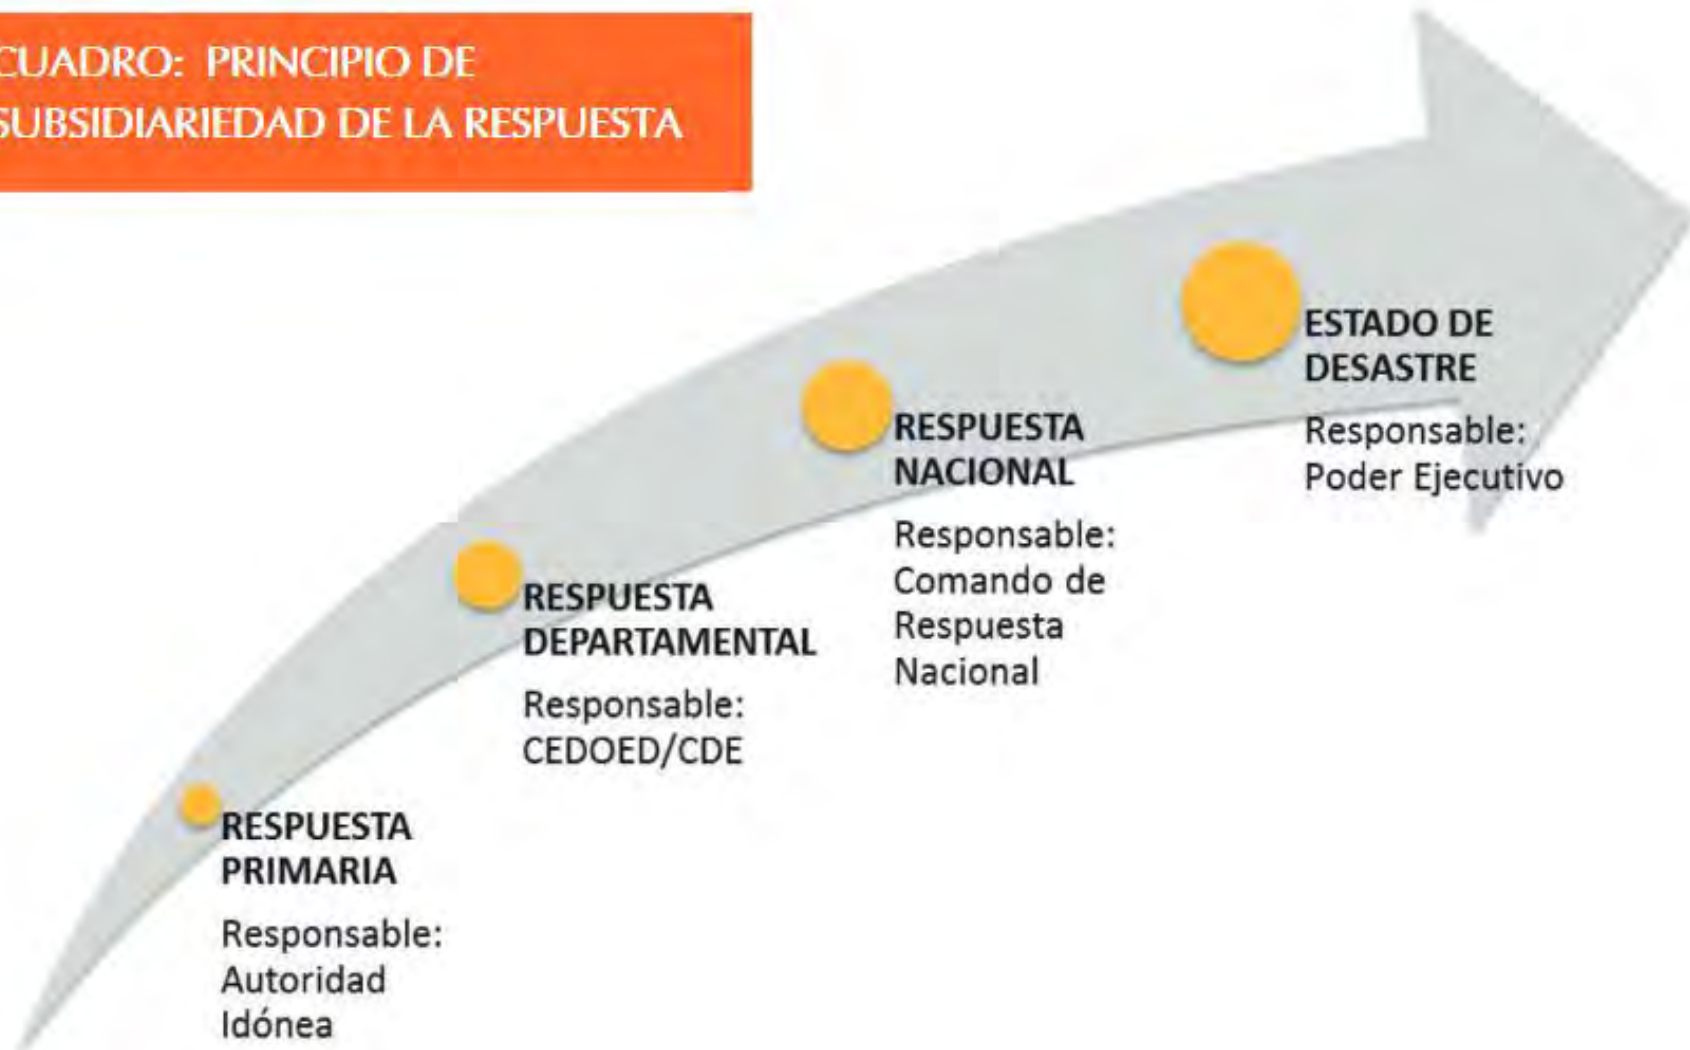 CUADRO: PRINCIPIO DE
SUBSIDIARIEDAD DE LA RESPUESTA
RESPUESTA
PRIMARIA
Responsable:
Autoridad
Idónea
RESPUESTA
DEPARTAMENTAL
Responsable:
CEDOED/CDE
RESPUESTA
NACIONAL
Responsable:
Comando de
Respuesta
Nacional
ESTADO DE
DESASTRE
Responsable:
Poder Ejecutivo